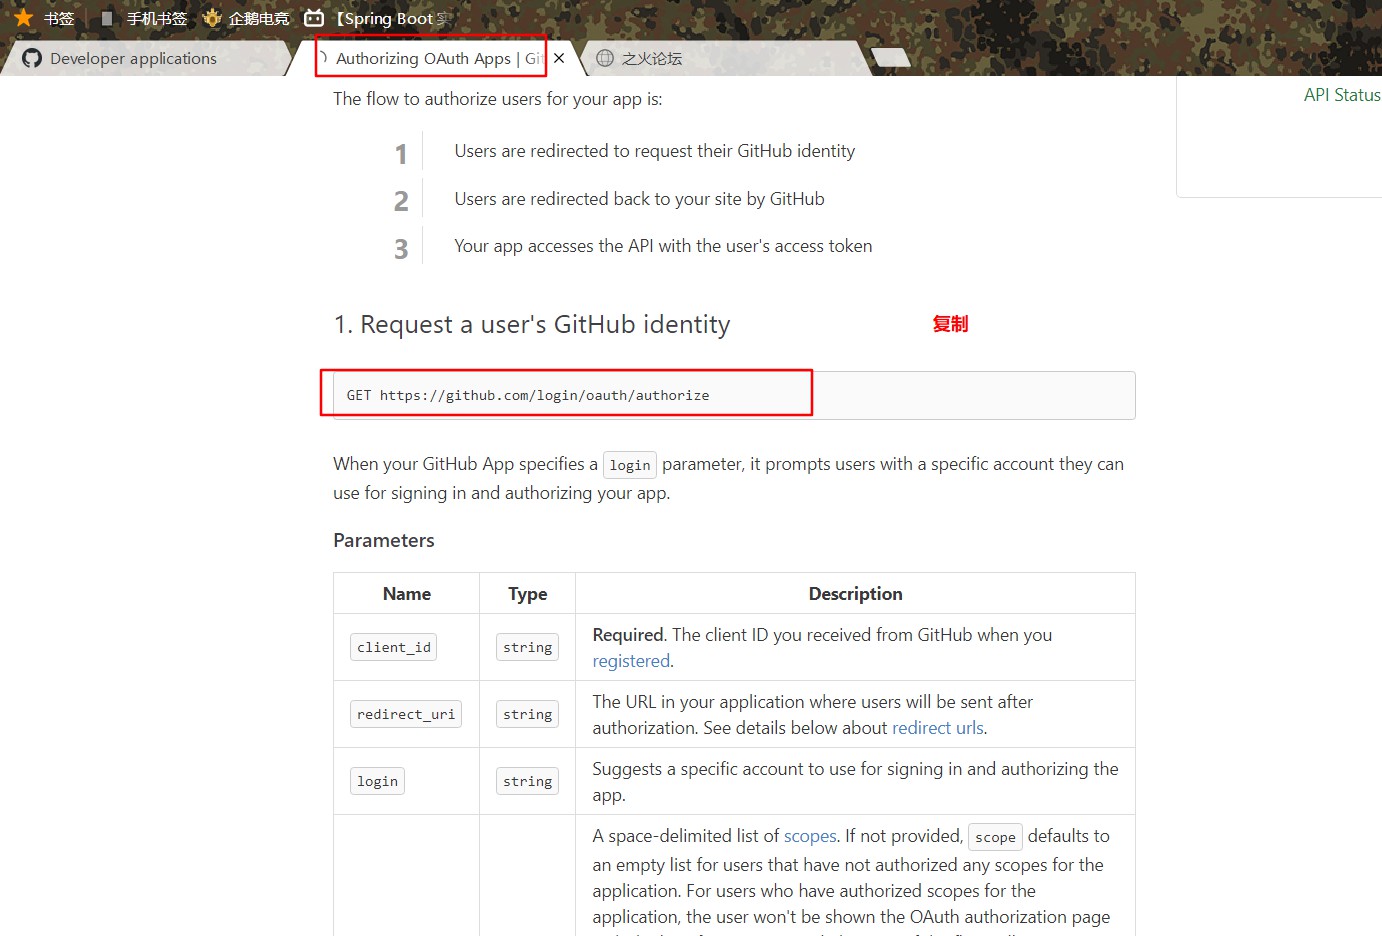 书签 手机书签 企鹅电竞 【Spring Boot
Developer applications Authorizing OAuth Apps | Git × 之火论坛
The flow to authorize users for your app is:
API Status
1 Users are redirected to request their GitHub identity
2 Users are redirected back to your site by GitHub
3 Your app accesses the API with the user's access token
1. Request a user's GitHub identity
复制
GET https://github.com/login/oauth/authorize
When your GitHub App specifies a login parameter, it prompts users with a specific account they can
use for signing in and authorizing your app.
Parameters
Name Type Description
client_id string Required. The client ID you received from GitHub when you
registered.
redirect_uri string The URL in your application where users will be sent after
authorization. See details below about redirect urls.
login string Suggests a specific account to use for signing in and authorizing the
app.
A space-delimited list of scopes. If not provided, scope defaults to
an empty list for users that have not authorized any scopes for the
application. For users who have authorized scopes for the
application, the user won't be shown the OAuth authorization page